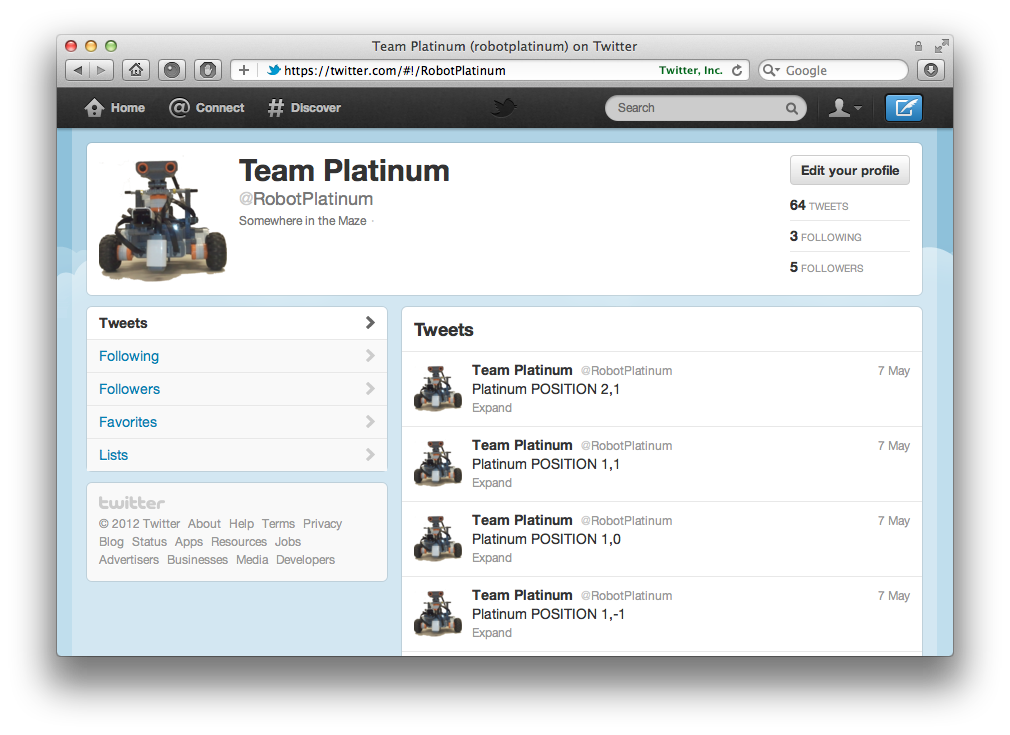 Team Platinum (robotplatinum) on Twitter
https://twitter.com/#!/RobotPlatinum Twitter, Inc. Google
Home Connect Discover Search
Team Platinum
@RobotPlatinum
Somewhere in the Maze ·
Edit your profile
64 TWEETS
3 FOLLOWING
5 FOLLOWERS
Tweets
Following
Followers
Favorites
Lists
twitter
© 2012 Twitter About Help Terms Privacy
Blog Status Apps Resources Jobs
Advertisers Businesses Media Developers
Tweets
Team Platinum @RobotPlatinum 7 May
Platinum POSITION 2,1
Expand
Team Platinum @RobotPlatinum 7 May
Platinum POSITION 1,1
Expand
Team Platinum @RobotPlatinum 7 May
Platinum POSITION 1,0
Expand
Team Platinum @RobotPlatinum 7 May
Platinum POSITION 1,-1
Expand